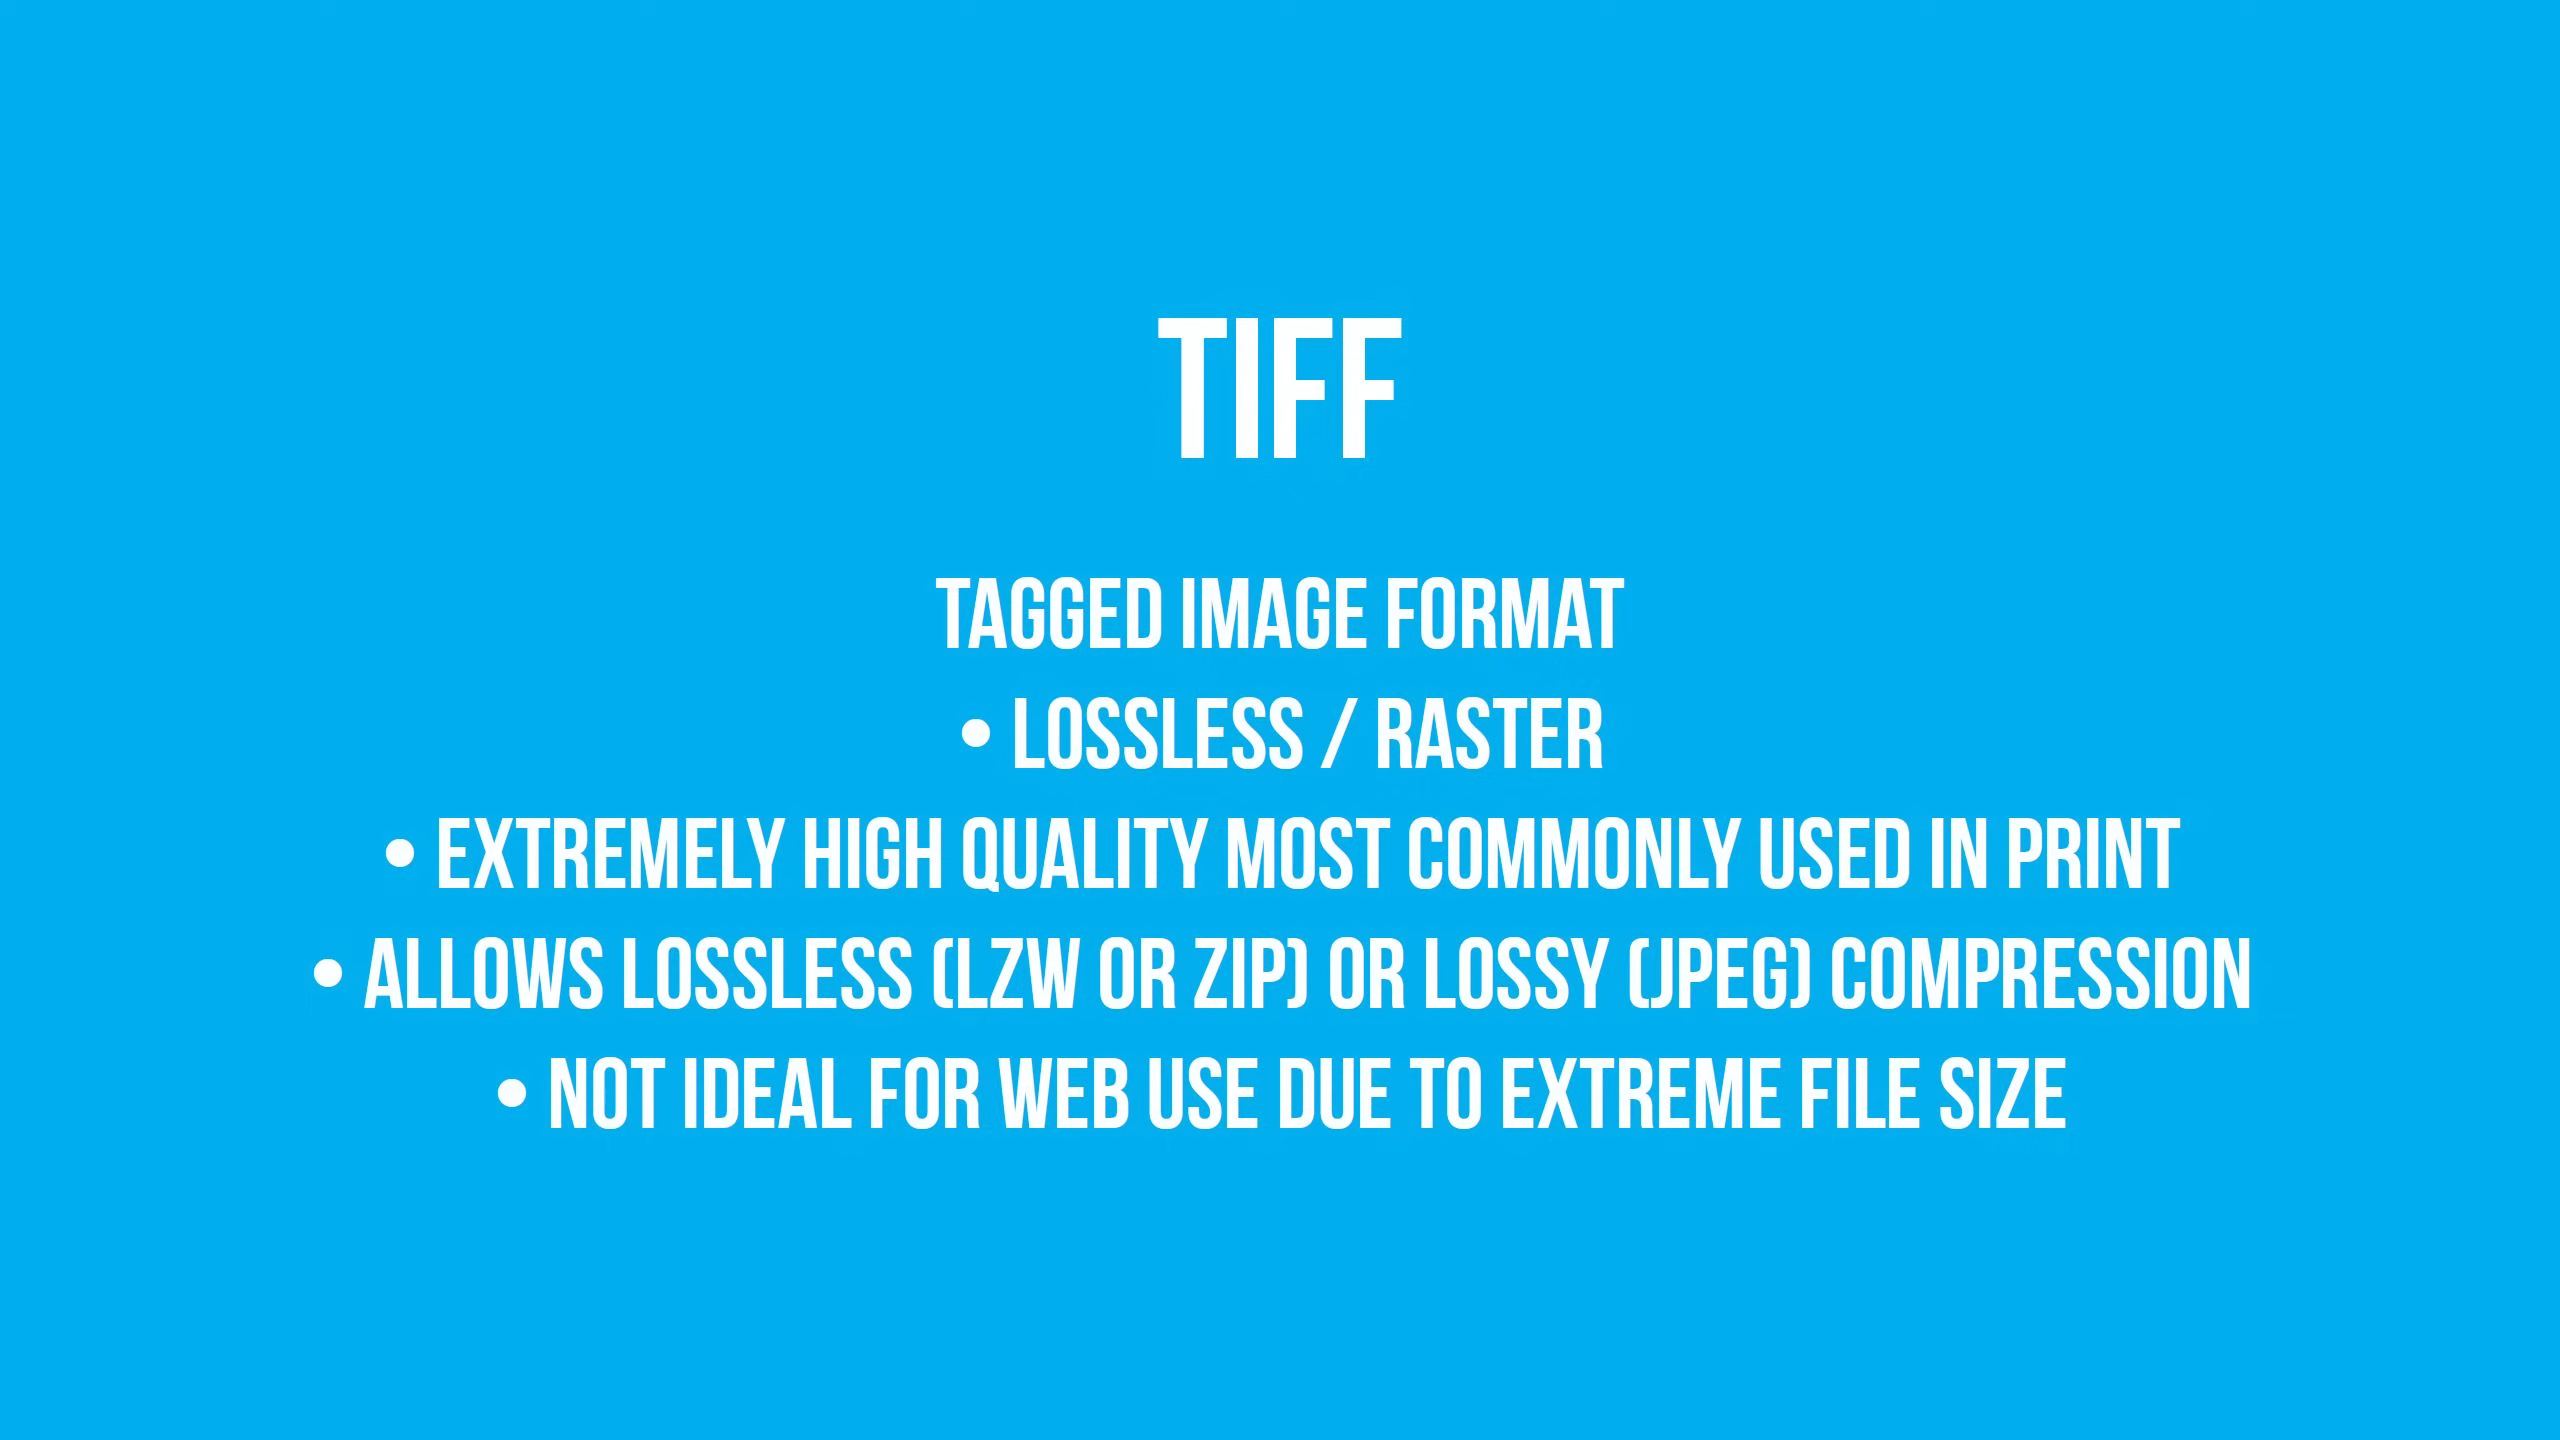 TIFF
TAGGED IMAGE FORMAT
• LOSSLESS / RASTER
• EXTREMELY HIGH QUALITY MOST COMMONLY USED IN PRINT
• ALLOWS LOSSLESS (LZW OR ZIP) OR LOSSY (JPEG) COMPRESSION
• NOT IDEAL FOR WEB USE DUE TO EXTREME FILE SIZE